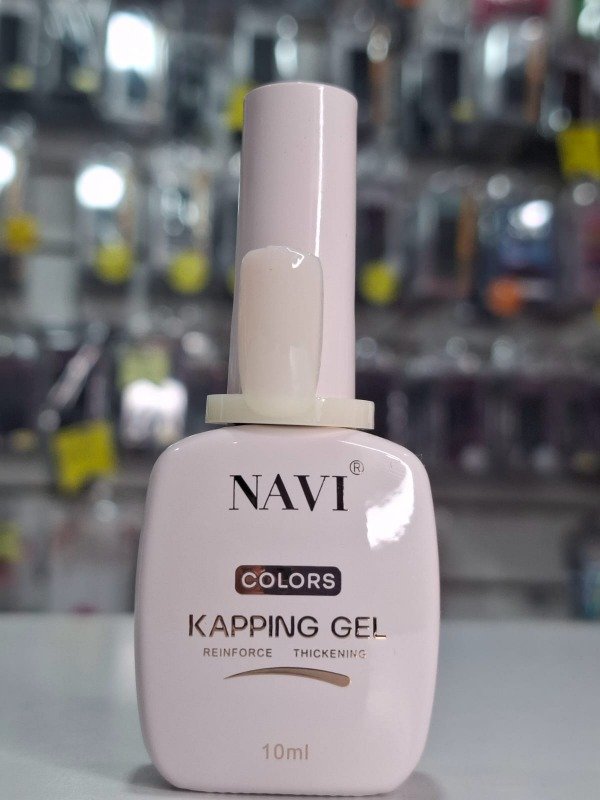 NAVI®
COLORS
KAPPING GEL
REINFORCE THICKENING
10ml